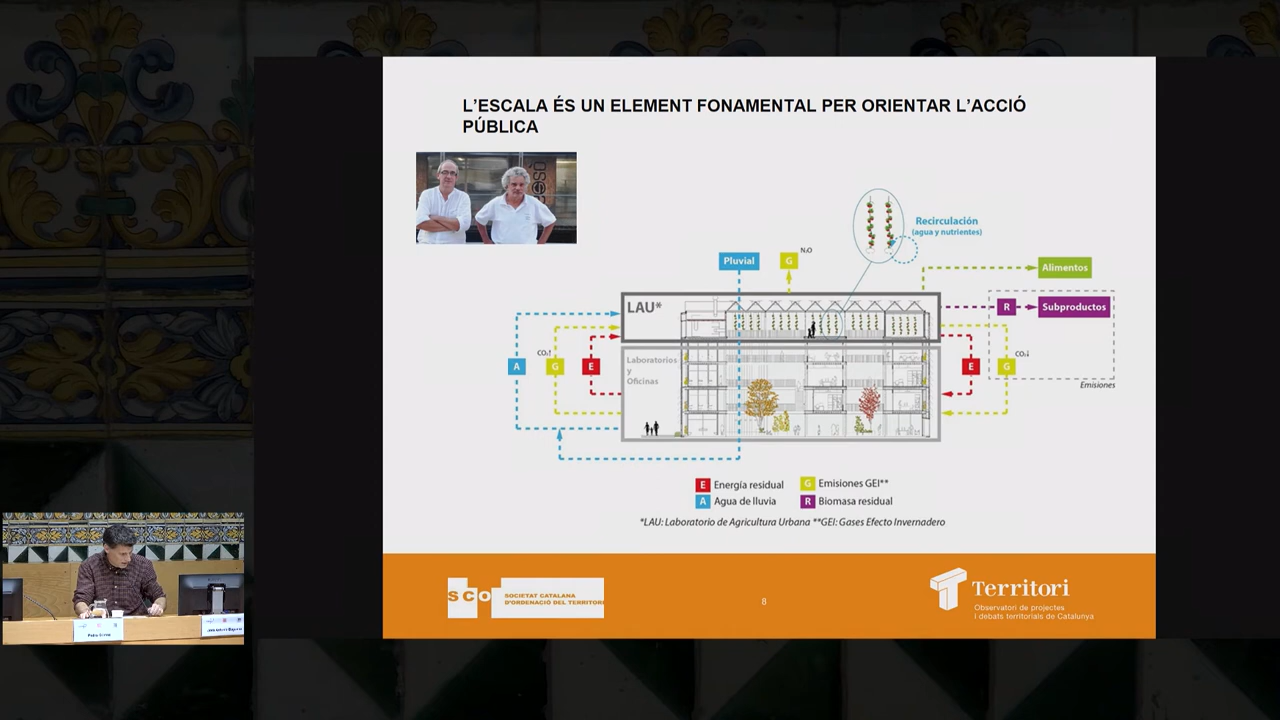 L'ESCALA ÉS UN ELEMENT FONAMENTAL PER ORIENTAR L'ACCIÓ
PÚBLICA
Recirculación
(agua y nutrientes)
Pluvial
G
N₂O
Alimentos
LAU*
R
Subproductos
A
CO₂↑
G
E
Laboratorios
y
Oficinas
E
CO₂↓
G
Emisiones
E Energía residual
G Emisiones GEI**
A Agua de lluvia
R Biomasa residual
*LAU: Laboratorio de Agricultura Urbana **GEI: Gases Efecto Invernadero
SCOT
SOCIETAT CATALANA
D'ORDENACIÓ DEL TERRITORI
8
Territori
Observatori de projectes
i debats territorials de Catalunya